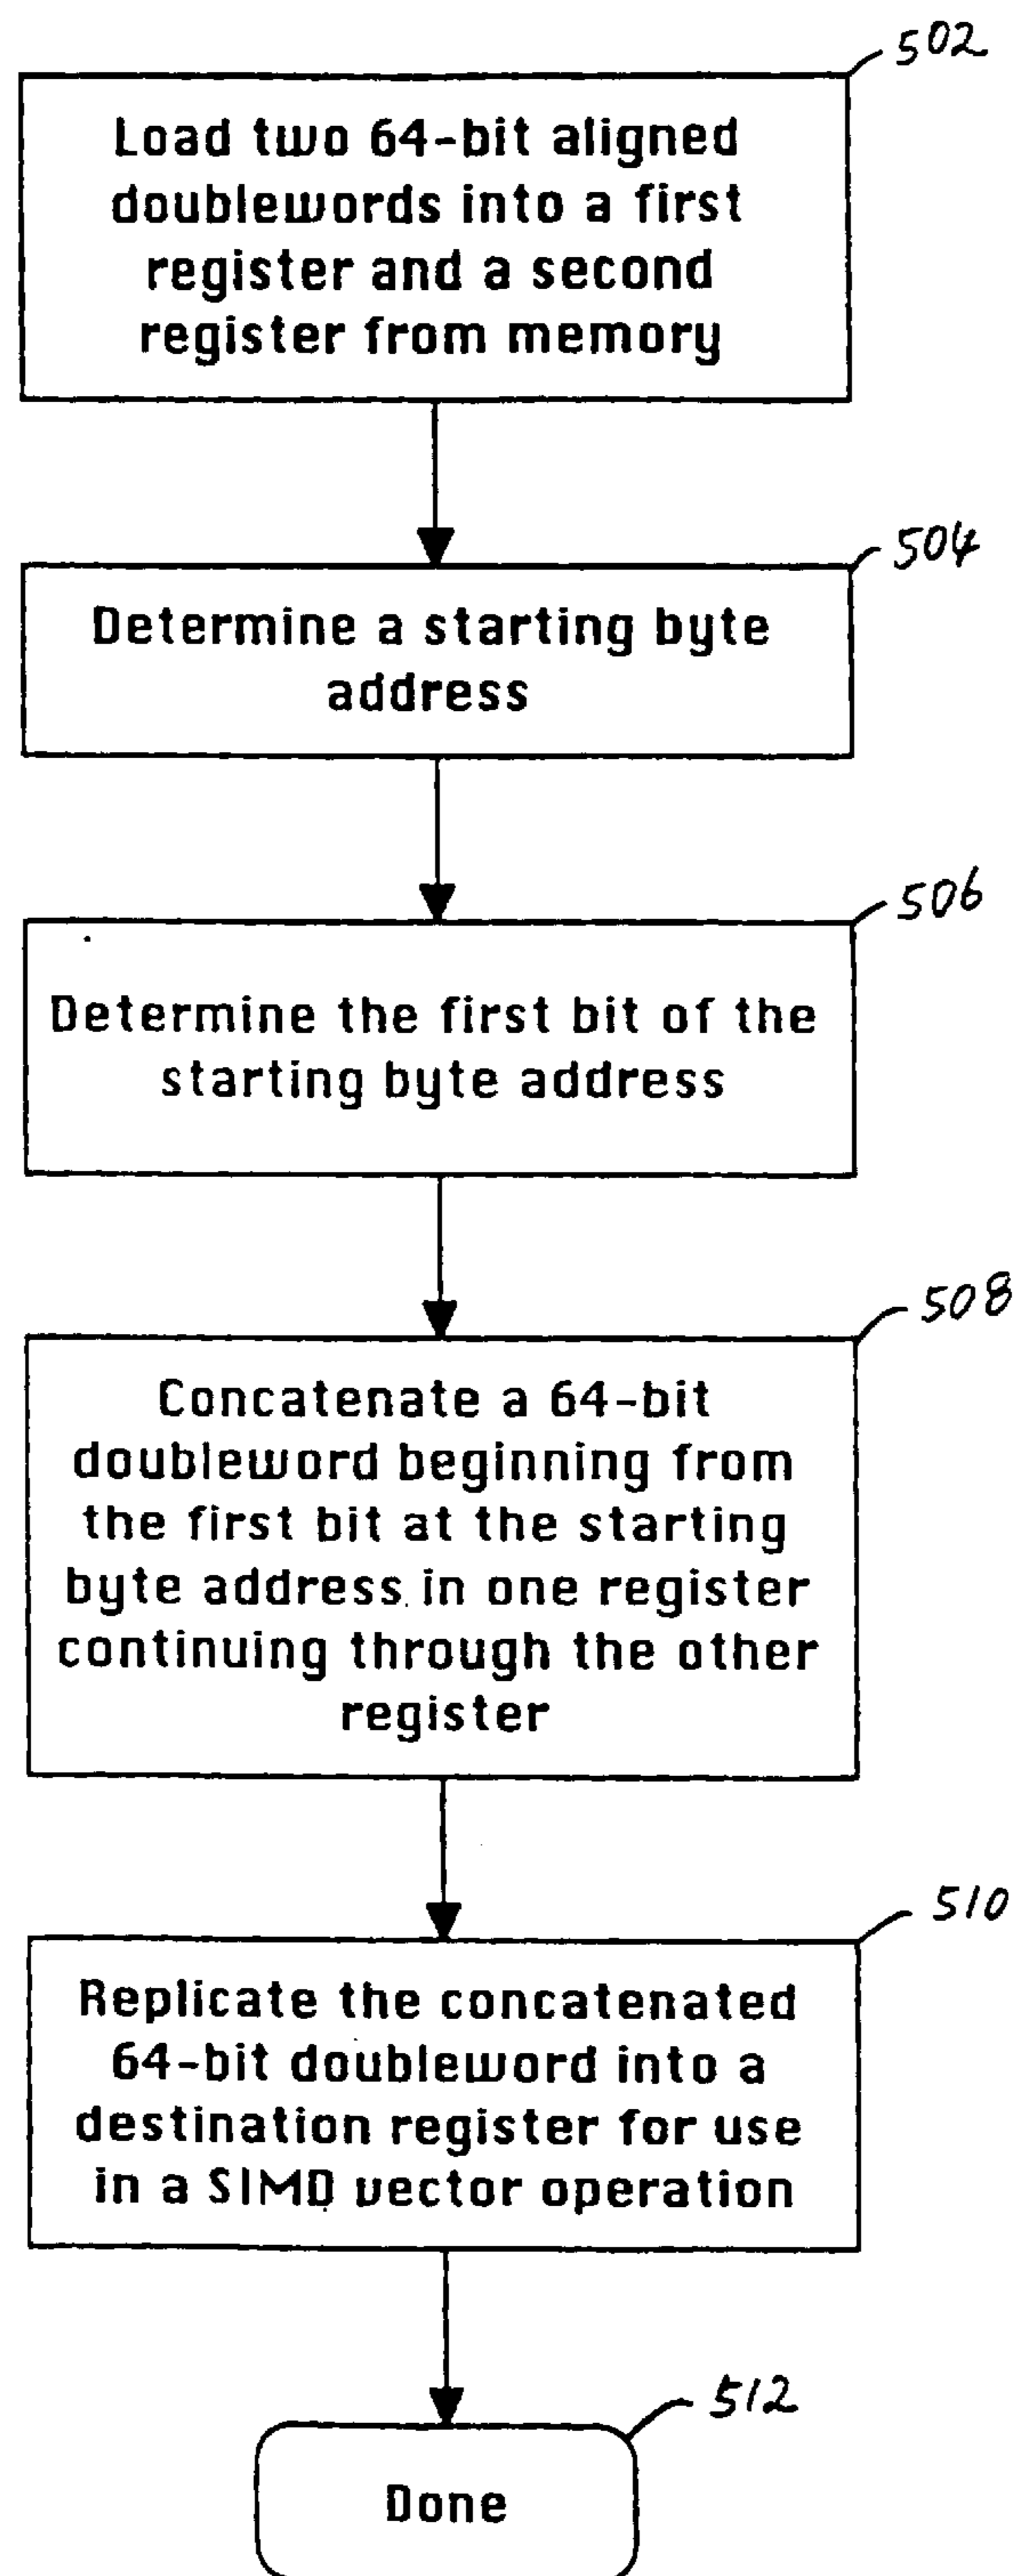 502
Load two 64-bit aligned
doublewords into a first
register and a second
register from memory
504
Determine a starting byte
address
506
Determine the first bit of the
starting byte address
508
Concatenate a 64-bit
doubleword beginning from
the first bit at the starting
byte address in one register
continuing through the other
register
510
Replicate the concatenated
64-bit doubleword into a
destination register for use
in a SIMD vector operation
512
Done